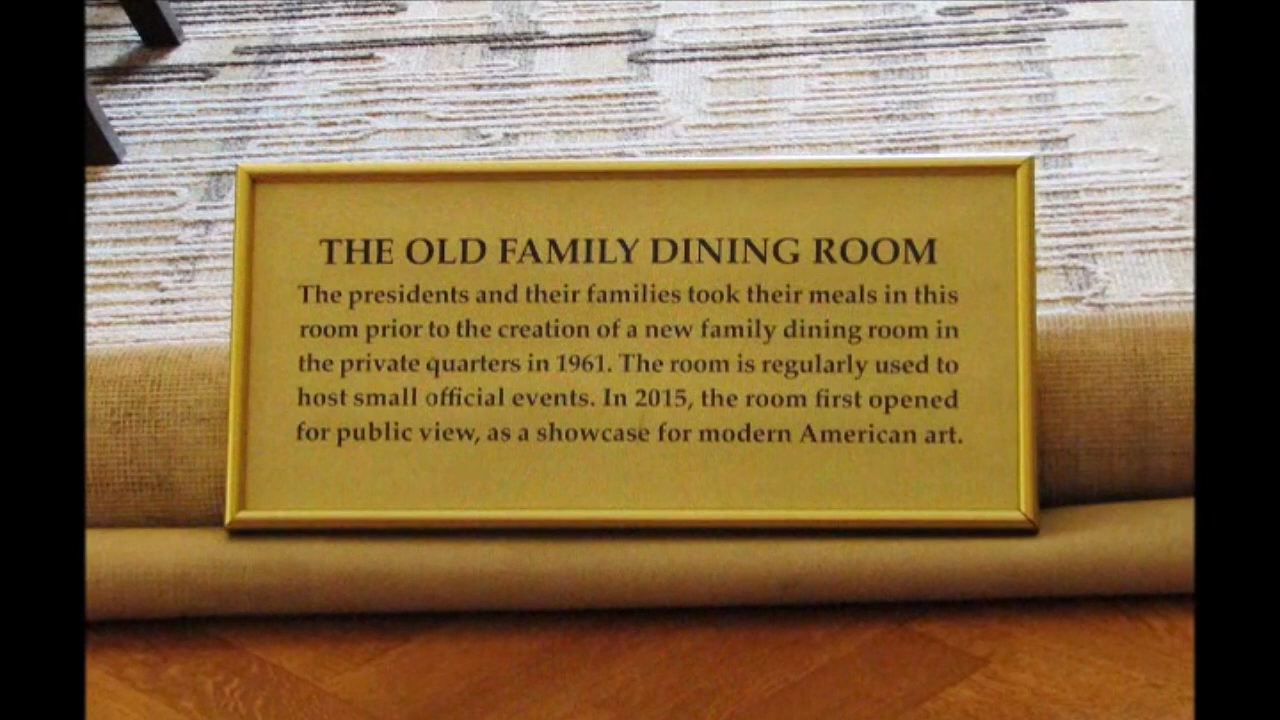 THE OLD FAMILY DINING ROOM
The presidents and their families took their meals in this
room prior to the creation of a new family dining room in
the private quarters in 1961. The room is regularly used to
host small official events. In 2015, the room first opened
for public view, as a showcase for modern American art.